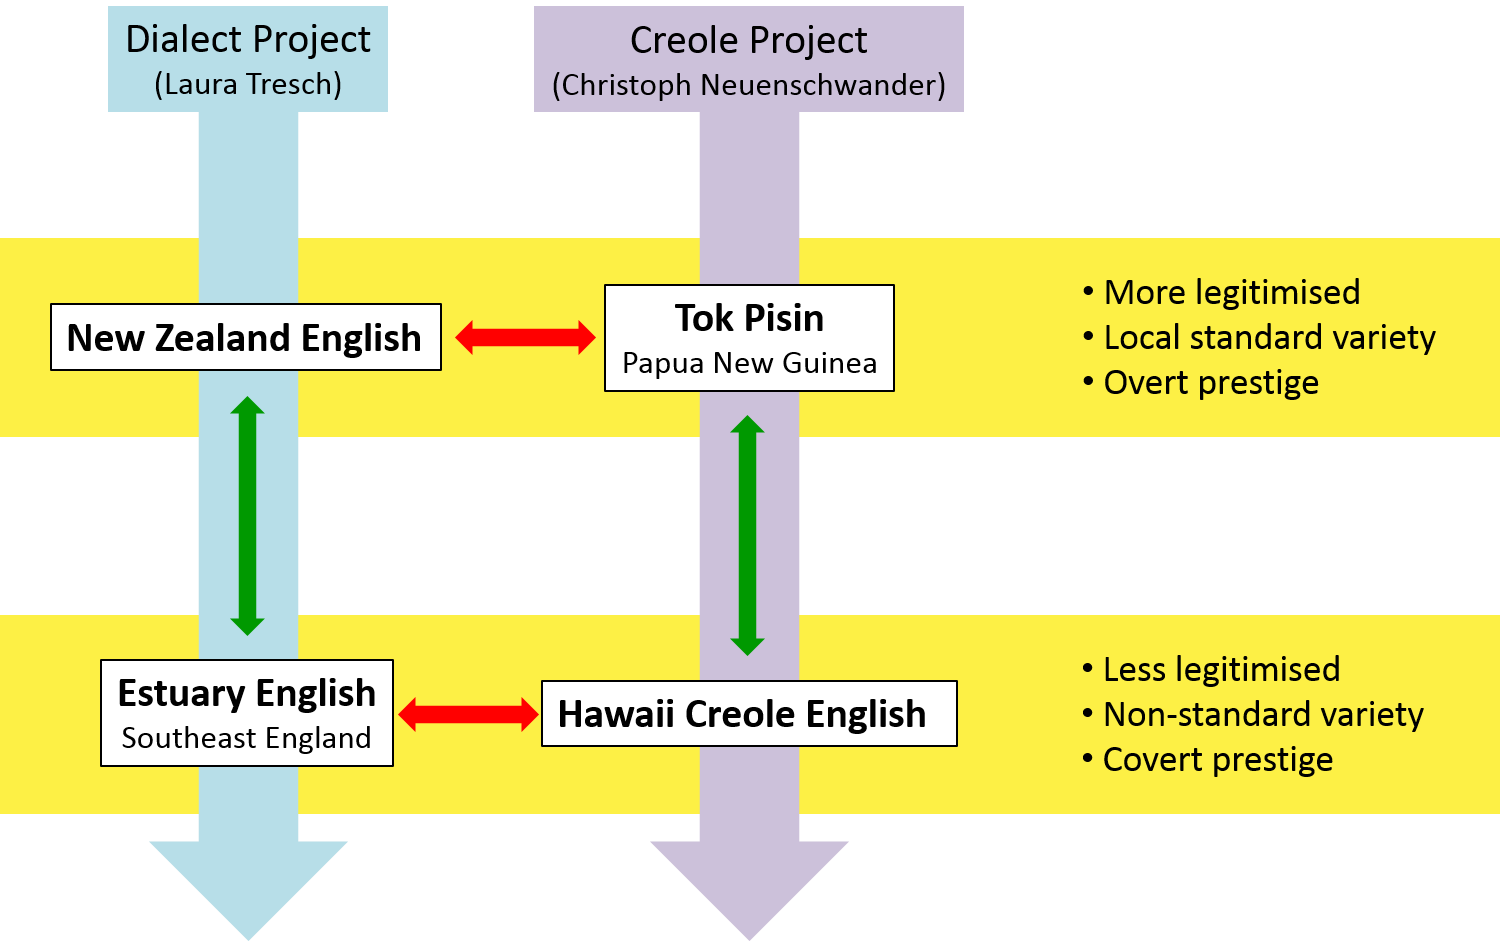 Dialect Project
(Laura Tresch)
Creole Project
(Christoph Neuenschwander)
New Zealand English
Tok Pisin
Papua New Guinea
• More legitimised
• Local standard variety
• Overt prestige
Estuary English
Southeast England
Hawaii Creole English
• Less legitimised
• Non-standard variety
• Covert prestige